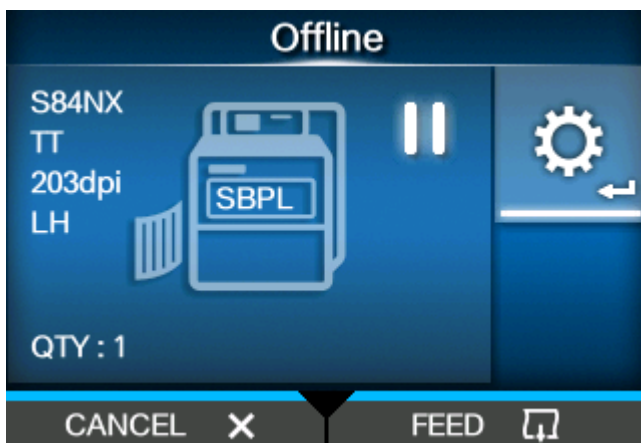 Offline
S84NX
TT
203dpi
LH
SBPL
QTY : 1
CANCEL
FEED